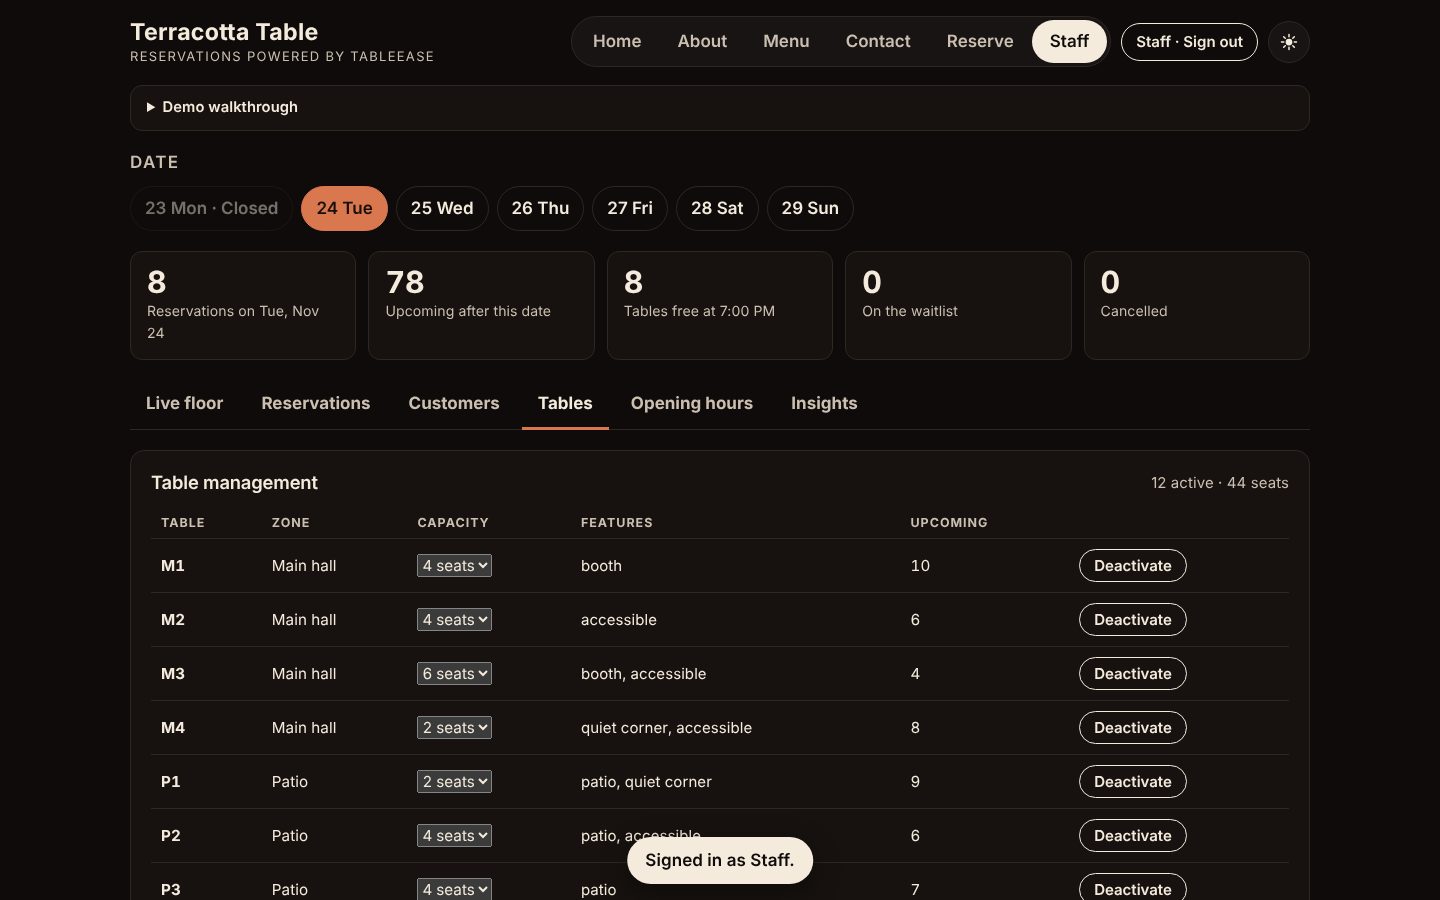 Terracotta Table
RESERVATIONS POWERED BY TABLEEASE
Home About Menu Contact Reserve Staff
Staff · Sign out
Demo walkthrough
DATE
23 Mon · Closed 24 Tue 25 Wed 26 Thu 27 Fri 28 Sat 29 Sun
8
Reservations on Tue, Nov
24
78
Upcoming after this date
8
Tables free at 7:00 PM
0
On the waitlist
0
Cancelled
Live floor Reservations Customers Tables Opening hours Insights
Table management
12 active · 44 seats
TABLE ZONE CAPACITY FEATURES UPCOMING
M1 Main hall 4 seats booth 10 Deactivate
M2 Main hall 4 seats accessible 6 Deactivate
M3 Main hall 6 seats booth, accessible 4 Deactivate
M4 Main hall 2 seats quiet corner, accessible 8 Deactivate
P1 Patio 2 seats patio, quiet corner 9 Deactivate
P2 Patio 4 seats patio, accessible 6 Deactivate
Signed in as Staff.
P3 Patio 4 seats patio 7 Deactivate